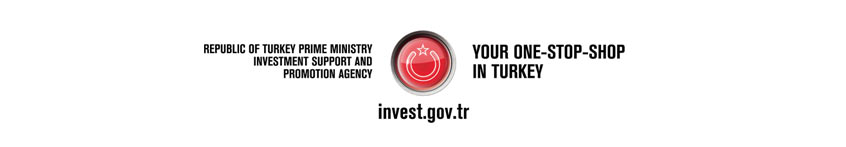 REPUBLIC OF TURKEY PRIME MINISTRY
INVESTMENT SUPPORT AND
PROMOTION AGENCY
YOUR ONE-STOP-SHOP
IN TURKEY
invest.gov.tr